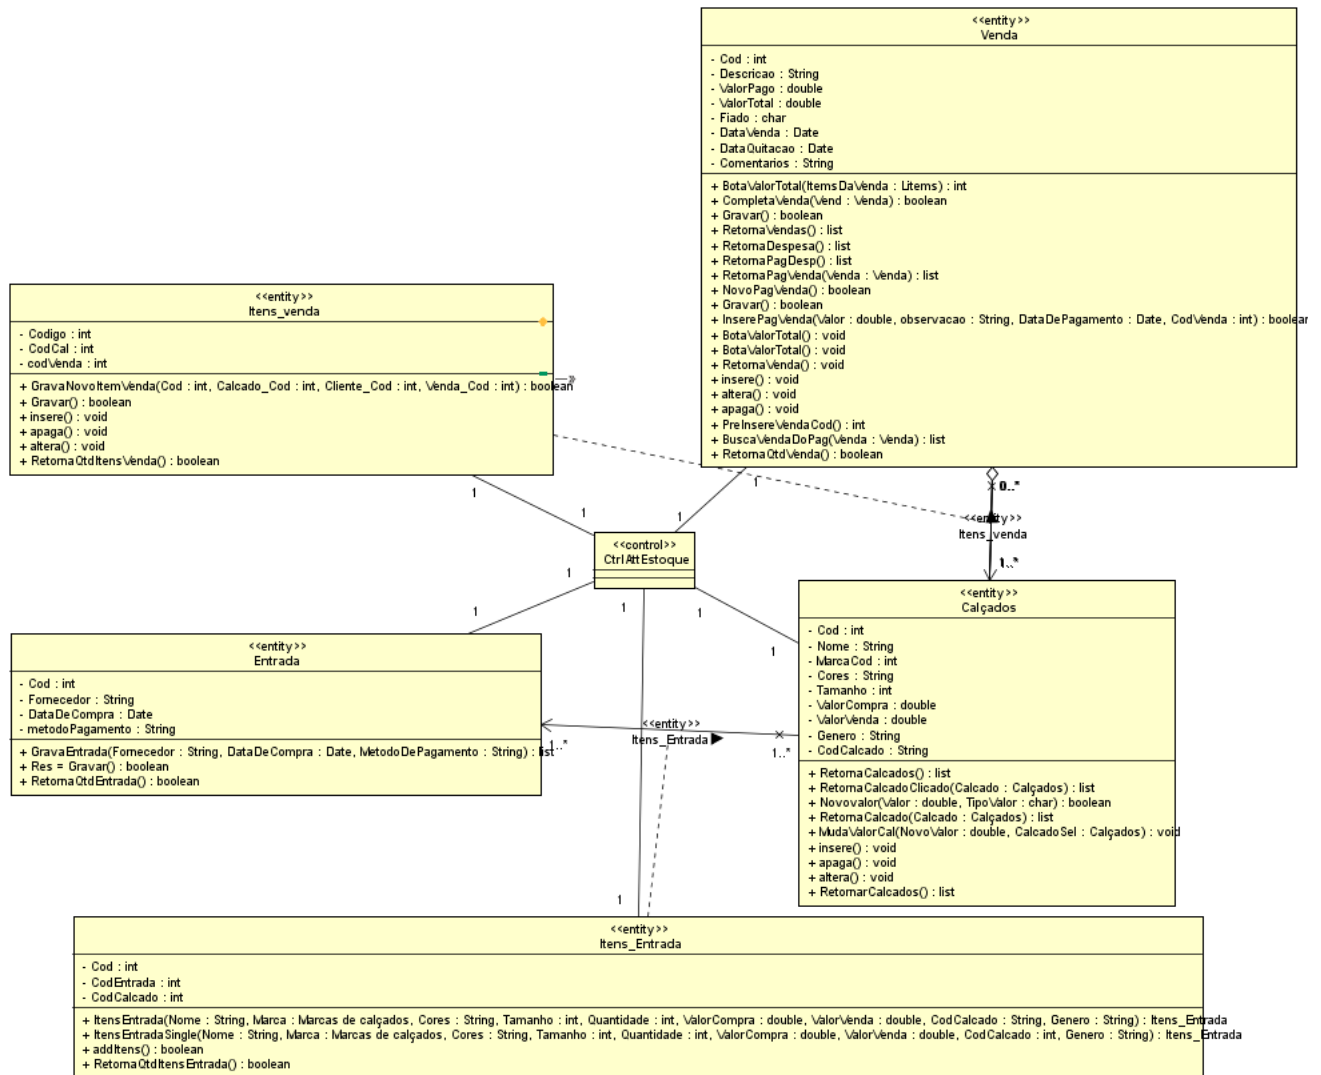 <<entity>>
Venda
- Cod : int
- Descricao : String
- ValorPago : double
- ValorTotal : double
- Fiado : char
- DataVenda : Date
- DataQuitacao : Date
- Comentarios : String
+ BotaValorTotal(ItemsDaVenda : Litems) : int
+ CompletaVenda(Vend : Venda) : boolean
+ Gravar() : boolean
+ RetornaVendas() : list
+ RetornaDespesa() : list
+ RetornaPagDesp() : list
+ RetornaPagVenda(Venda : Venda) : list
+ NovoPagVenda() : boolean
+ Gravar() : boolean
+ InserePagVenda(Valor : double, observacao : String, DataDePagamento : Date, CodVenda : int) : boolear
+ BotaValorTotal() : void
+ BotaValorTotal() : void
+ RetornaVenda() : void
+ insere() : void
+ altera() : void
+ apaga() : void
+ PreInsereVendaCod() : int
+ BuscaVendaDoPag(Venda : Venda) : list
+ RetornaQtdVenda() : boolean
<<entity>>
Itens_venda
- Codigo : int
- CodCal : int
- codVenda : int
+ GravaNovoItemVenda(Cod : int, Calcado_Cod : int, Cliente_Cod : int, Venda_Cod : int) : boolean
+ Gravar() : boolean
+ insere() : void
+ apaga() : void
+ altera() : void
+ RetornaQtdItensVenda() : boolean
1
1
1
1
0..*
<<entity>>
Itens_venda
1..*
<<control>>
CtrlAttEstoque
1
1
1
1
1
<<entity>>
Calçados
- Cod : int
- Nome : String
- MarcaCod : int
- Cores : String
- Tamanho : int
- ValorCompra : double
- ValorVenda : double
- Genero : String
- CodCalcado : String
+ RetornaCalcados() : list
+ RetornaCalcadoClicado(Calcado : Calçados) : list
+ Novovalor(Valor : double, TipoValor : char) : boolean
+ RetornaCalcado(Calcado : Calçados) : list
+ MudaValorCal(NovoValor : double, CalcadoSel : Calçados) : void
+ insere() : void
+ apaga() : void
+ altera() : void
+ RetornarCalcados() : list
<<entity>>
Entrada
- Cod : int
- Fornecedor : String
- DataDeCompra : Date
- metodoPagamento : String
+ GravaEntrada(Fornecedor : String, DataDeCompra : Date, MetodoDePagamento : String) : list
+ Res = Gravar() : boolean
+ RetornaQtdEntrada() : boolean
1..*
<<entity>>
Itens_Entrada
1..*
1
<<entity>>
Itens_Entrada
- Cod : int
- CodEntrada : int
- CodCalcado : int
+ ItensEntrada(Nome : String, Marca : Marcas de calçados, Cores : String, Tamanho : int, Quantidade : int, ValorCompra : double, ValorVenda : double, CodCalcado : String, Genero : String) : Itens_Entrada
+ ItensEntradaSingle(Nome : String, Marca : Marcas de calçados, Cores : String, Tamanho : int, Quantidade : int, ValorCompra : double, ValorVenda : double, CodCalcado : int, Genero : String) : Itens_Entrada
+ addItens() : boolean
+ RetornaQtdItensEntrada() : boolean